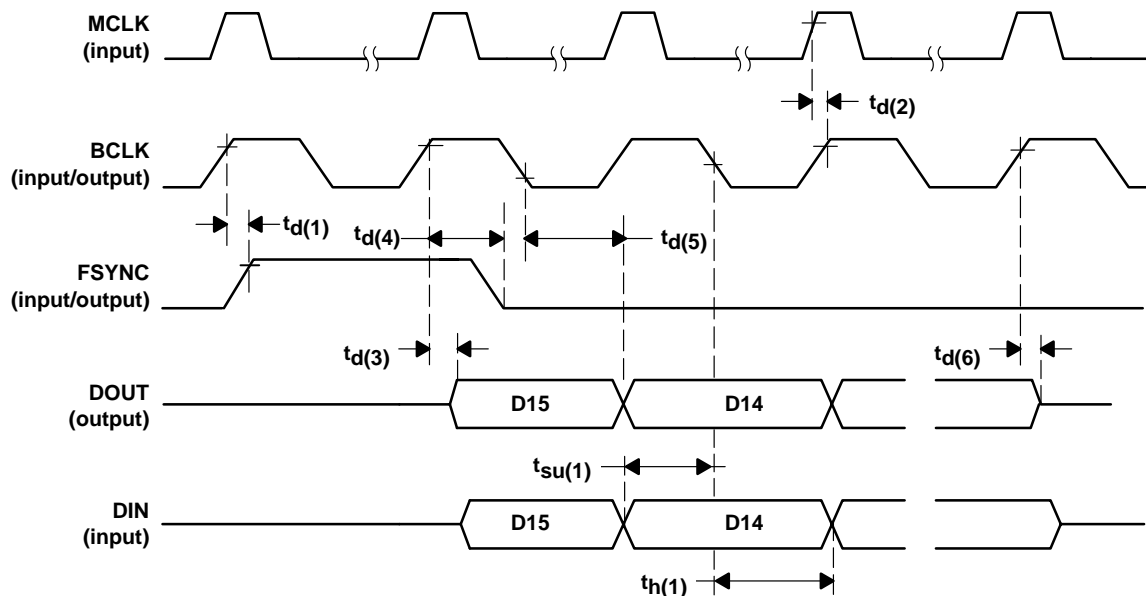 MCLK
(input)
td(2)
BCLK
(input/output)
td(1)
td(4)
td(5)
FSYNC
(input/output)
td(3)
td(6)
DOUT
(output)
D15
D14
tsu(1)
DIN
(input)
D15
D14
th(1)